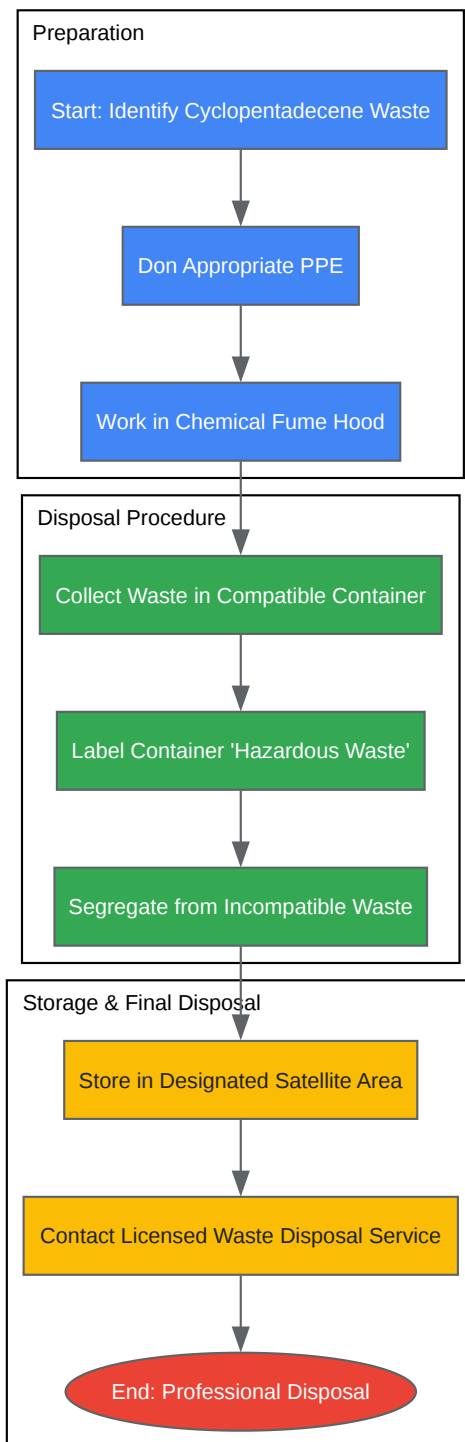 Preparation
Start: Identify Cyclopentadecene Waste
Don Appropriate PPE
Work in Chemical Fume Hood
Disposal Procedure
Collect Waste in Compatible Container
Label Container 'Hazardous Waste'
Segregate from Incompatible Waste
Storage & Final Disposal
Store in Designated Satellite Area
Contact Licensed Waste Disposal Service
End: Professional Disposal